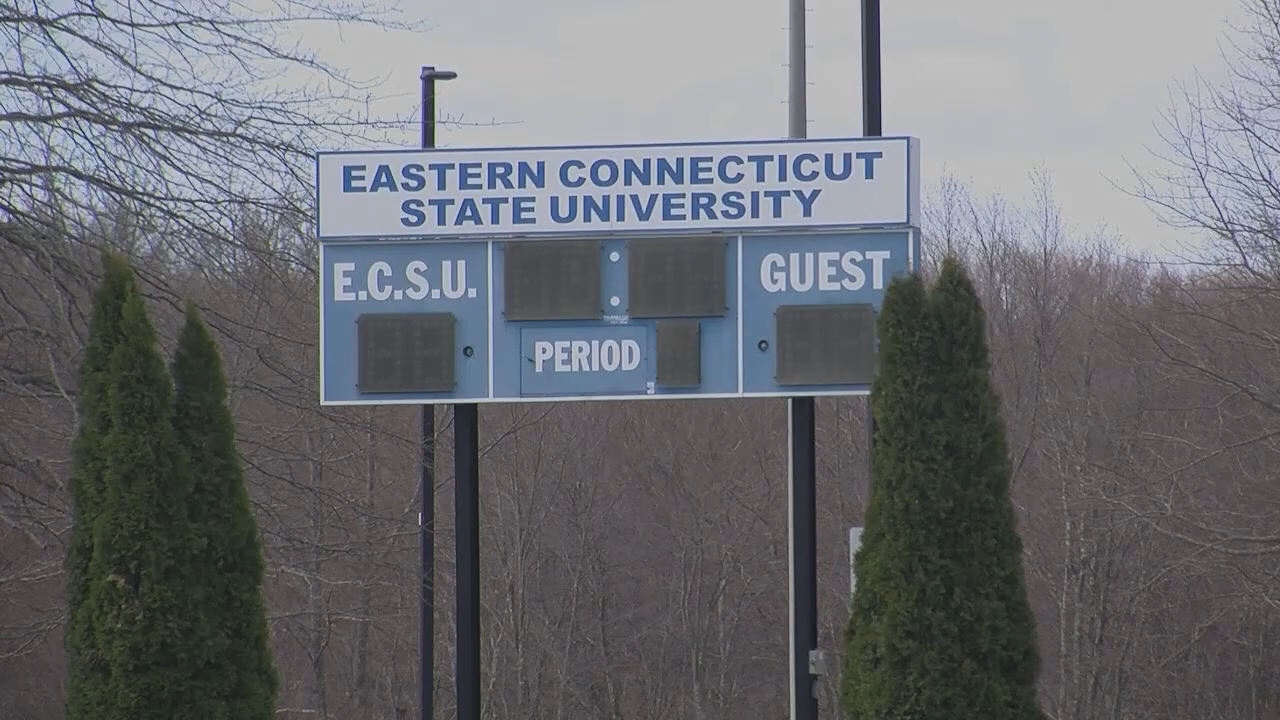 EASTERN CONNECTICUT
STATE UNIVERSITY
E.C.S.U.
GUEST
PERIOD